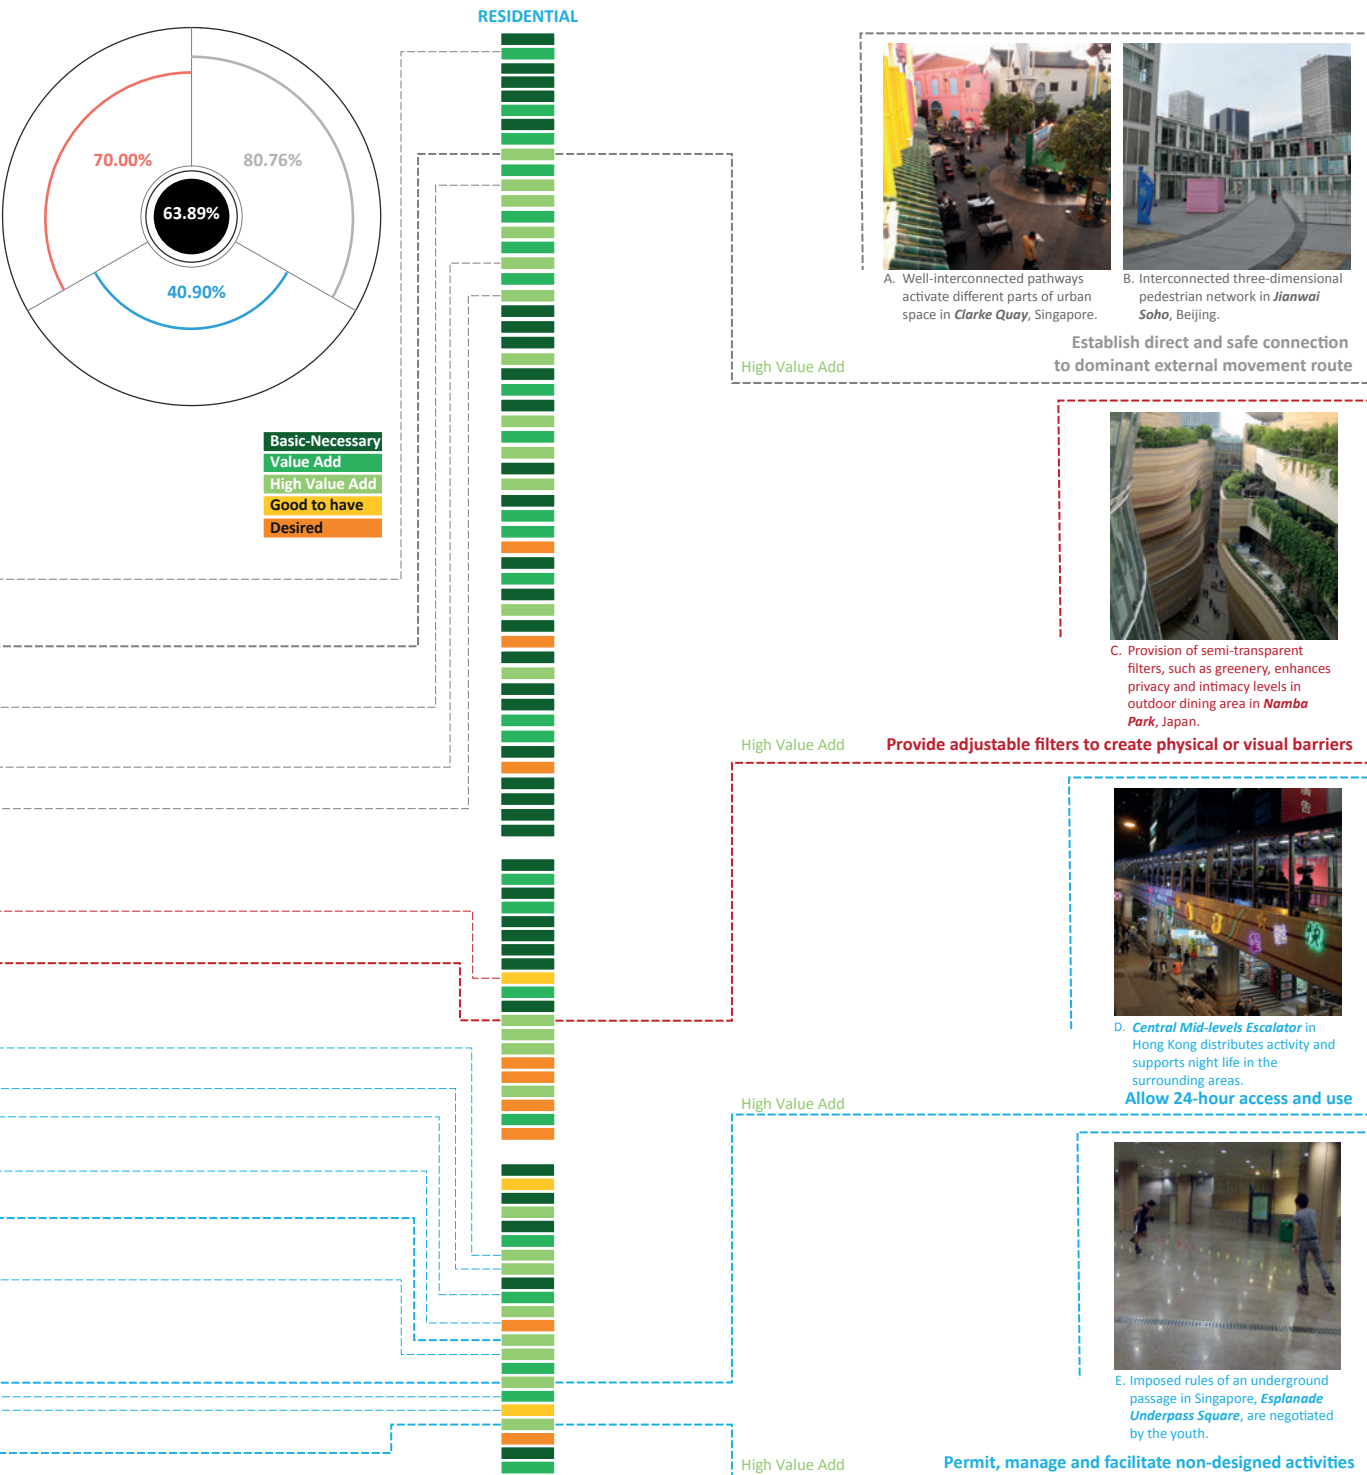 RESIDENTIAL
70.00%
80.76%
63.89%
40.90%
Basic-Necessary
Value Add
High Value Add
Good to have
Desired
A. Well-interconnected pathways
activate different parts of urban
space in Clarke Quay, Singapore.
B. Interconnected three-dimensional
pedestrian network in Jianwai
Soho, Beijing.
Establish direct and safe connection
to dominant external movement route
High Value Add
C. Provision of semi-transparent
filters, such as greenery, enhances
privacy and intimacy levels in
outdoor dining area in Namba
Park, Japan.
High Value Add
Provide adjustable filters to create physical or visual barriers
D. Central Mid-levels Escalator in
Hong Kong distributes activity and
supports night life in the
surrounding areas.
Allow 24-hour access and use
High Value Add
E. Imposed rules of an underground
passage in Singapore, Esplanade
Underpass Square, are negotiated
by the youth.
High Value Add
Permit, manage and facilitate non-designed activities